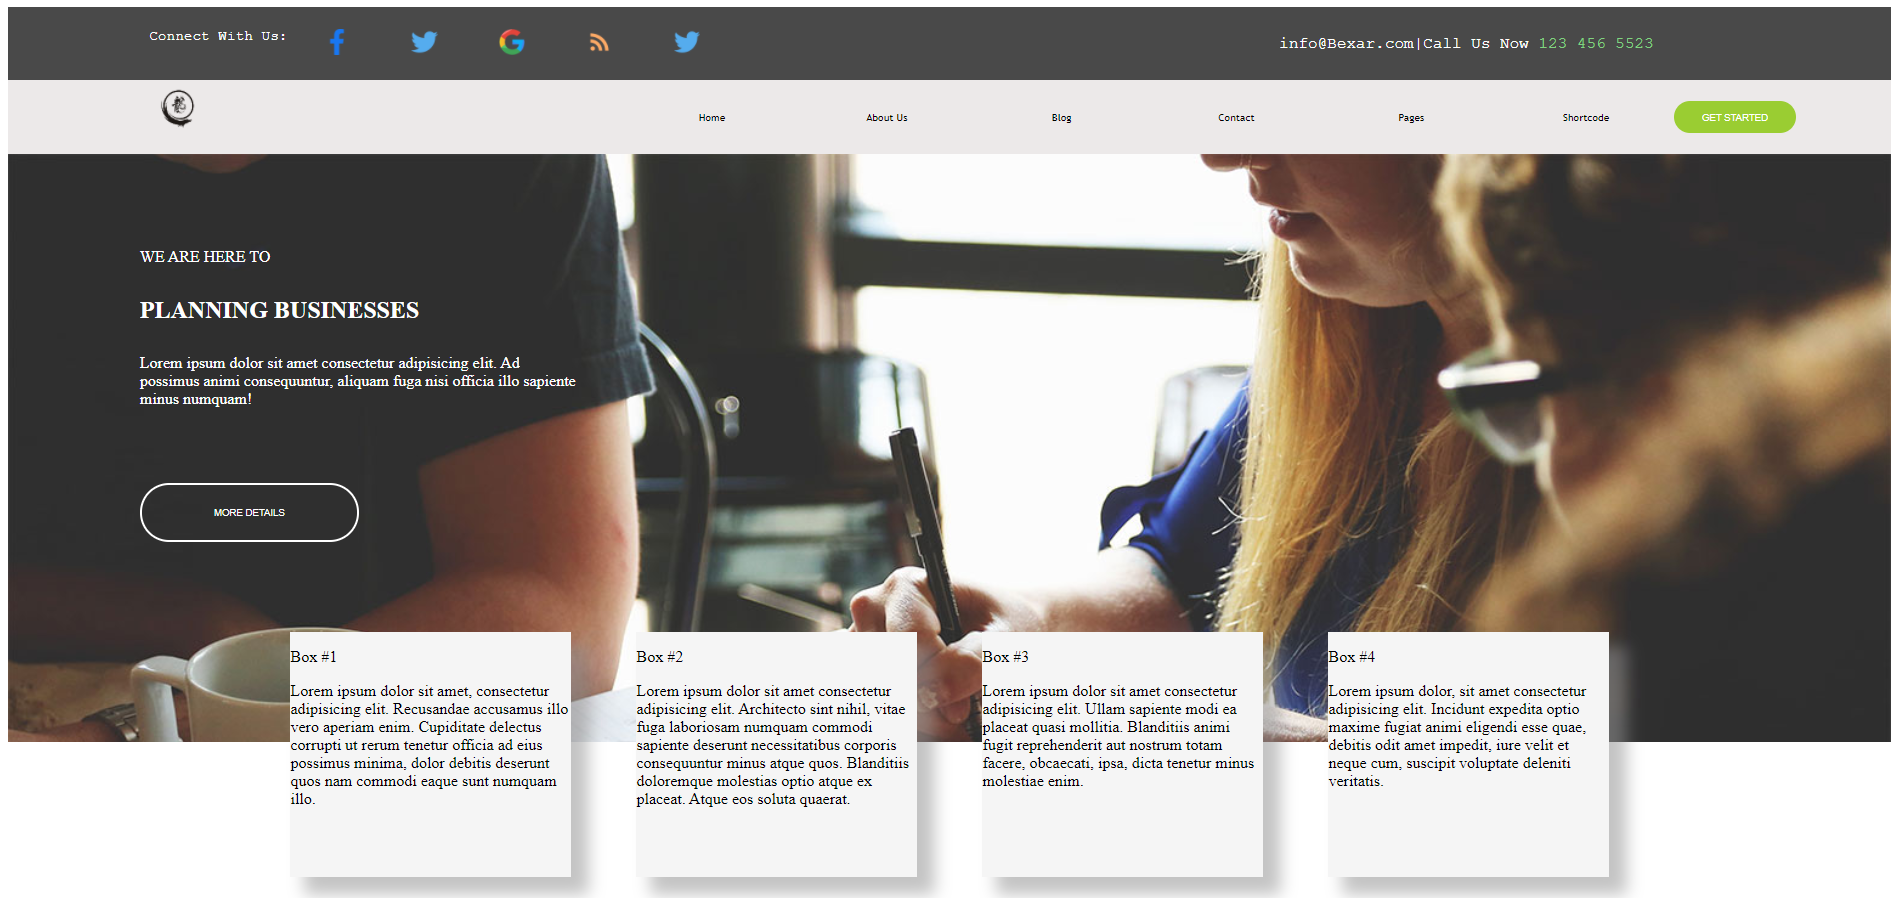 Connect With Us:
info@Bexar.com|Call Us Now 123 456 5523
Home
About Us
Blog
Contact
Pages
Shortcode
GET STARTED
WE ARE HERE TO
PLANNING BUSINESSES
Lorem ipsum dolor sit amet consectetur adipisicing elit. Ad
possimus animi consequuntur, aliquam fuga nisi officia illo sapiente
minus numquam!
MORE DETAILS
Box #1
Lorem ipsum dolor sit amet, consectetur
adipisicing elit. Recusandae accusamus illo
vero aperiam enim. Cupiditate delectus
corrupti ut rerum tenetur officia ad eius
possimus minima, dolor debitis deserunt
quos nam commodi eaque sunt numquam
illo.
Box #2
Lorem ipsum dolor sit amet consectetur
adipisicing elit. Architecto sint nihil, vitae
fuga laboriosam numquam commodi
sapiente deserunt necessitatibus corporis
consequuntur minus atque quos. Blanditiis
doloremque molestias optio atque ex
placeat. Atque eos soluta quaerat.
Box #3
Lorem ipsum dolor sit amet consectetur
adipisicing elit. Ullam sapiente modi ea
placeat quasi mollitia. Blanditiis animi
fugit reprehenderit aut nostrum totam
facere, obcaecati, ipsa, dicta tenetur minus
molestiae enim.
Box #4
Lorem ipsum dolor, sit amet consectetur
adipisicing elit. Incidunt expedita optio
maxime fugiat animi eligendi esse quae,
debitis odit amet impedit, iure velit et
neque cum, suscipit voluptate deleniti
veritatis.